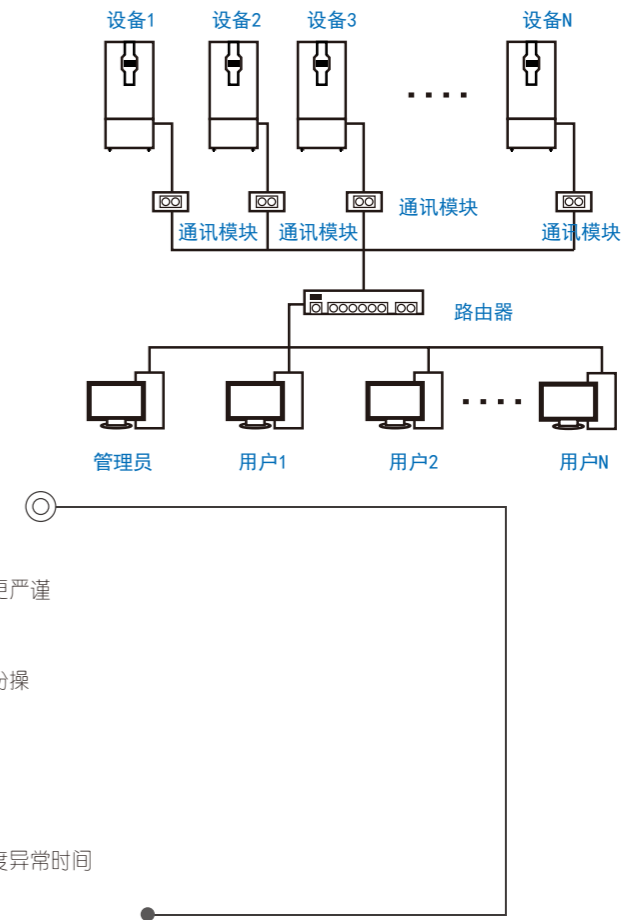 设备1 设备2 设备3 设备N
通讯模块
通讯模块 通讯模块 通讯模块
路由器
管理员 用户1 用户2 用户N
更严谨
份操
度异常时间